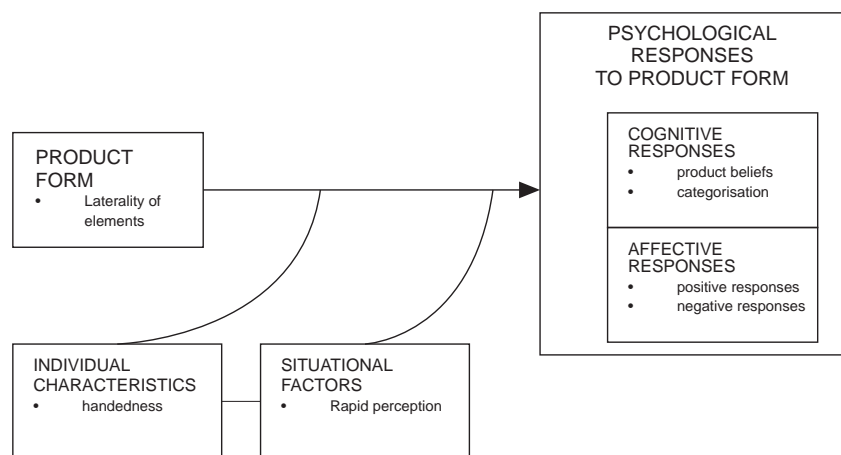 PSYCHOLOGICAL
RESPONSES
TO PRODUCT FORM
PRODUCT
FORM
• Laterality of
elements
COGNITIVE
RESPONSES
• product beliefs
• categorisation
AFFECTIVE
RESPONSES
• positive responses
• negative responses
INDIVIDUAL
CHARACTERISTICS
• handedness
SITUATIONAL
FACTORS
• Rapid perception